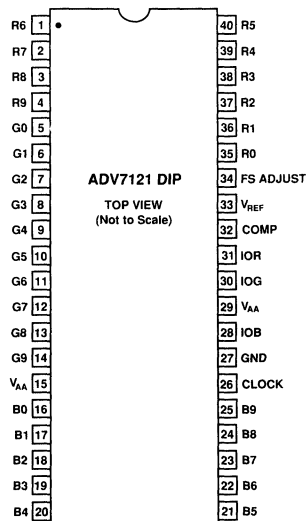 R6 1 40 R5
R7 2 39 R4
R8 3 38 R3
R9 4 37 R2
G0 5 36 R1
G1 6 35 R0
G2 7 ADV7121 DIP 34 FS ADJUST
G3 8 TOP VIEW 33 VREF
G4 9 (Not to Scale) 32 COMP
G5 10 31 IOR
G6 11 30 IOG
G7 12 29 VAA
G8 13 28 IOB
G9 14 27 GND
VAA 15 26 CLOCK
B0 16 25 B9
B1 17 24 B8
B2 18 23 B7
B3 19 22 B6
B4 20 21 B5